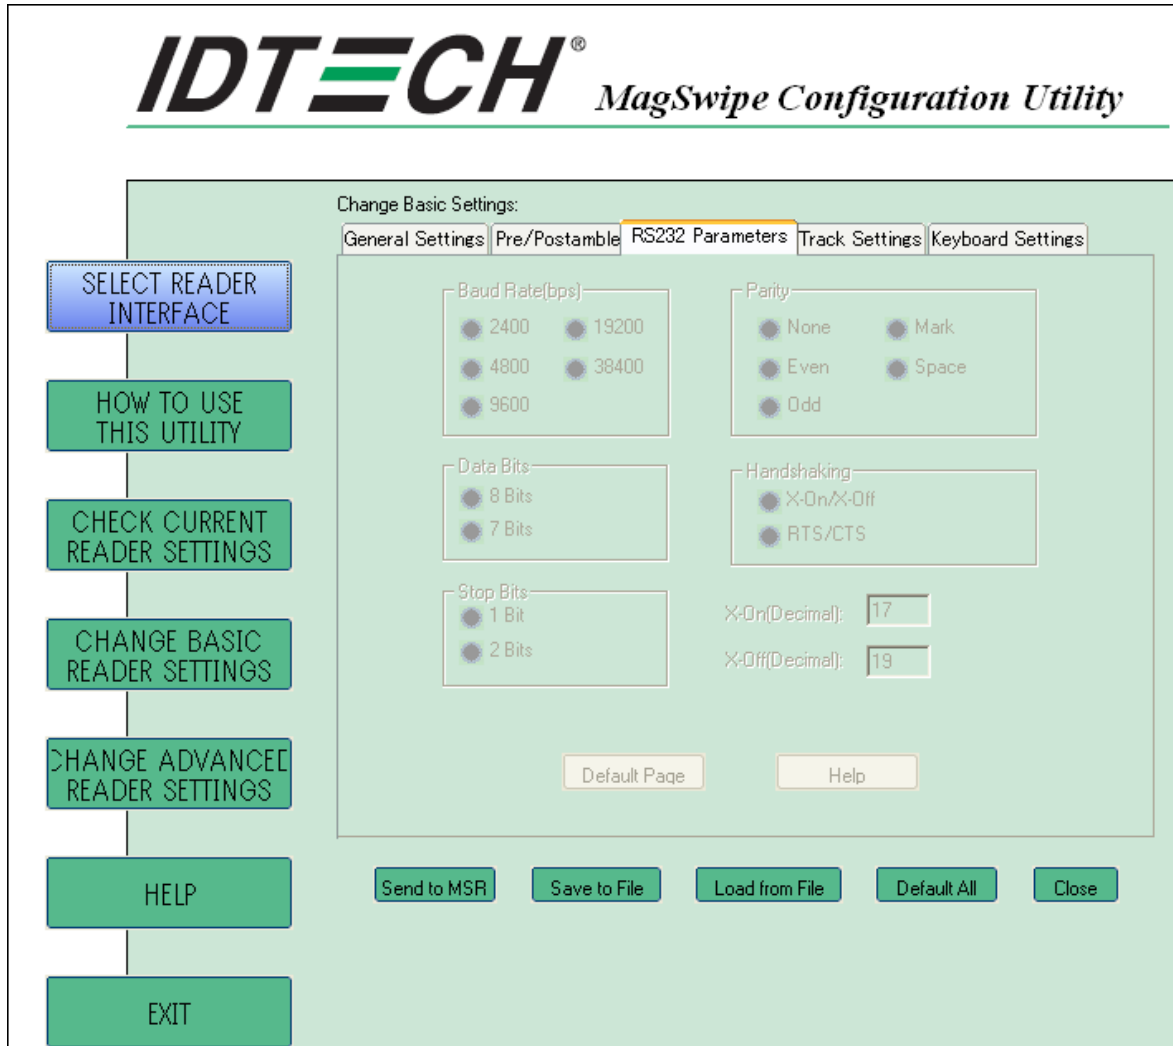 IDTECH®
MagSwipe Configuration Utility
Change Basic Settings:
General Settings Pre/Postamble RS232 Parameters Track Settings Keyboard Settings
SELECT READER
INTERFACE
HOW TO USE
THIS UTILITY
CHECK CURRENT
READER SETTINGS
CHANGE BASIC
READER SETTINGS
CHANGE ADVANCED
READER SETTINGS
HELP
EXIT
Baud Rate(bps)
2400 19200
4800 38400
9600
Parity
None Mark
Even Space
Odd
Data Bits
8 Bits
7 Bits
Handshaking
X-On/X-Off
RTS/CTS
Stop Bits
1 Bit
2 Bits
X-On(Decimal): 17
X-Off(Decimal): 19
Default Page Help
Send to MSR Save to File Load from File Default All Close